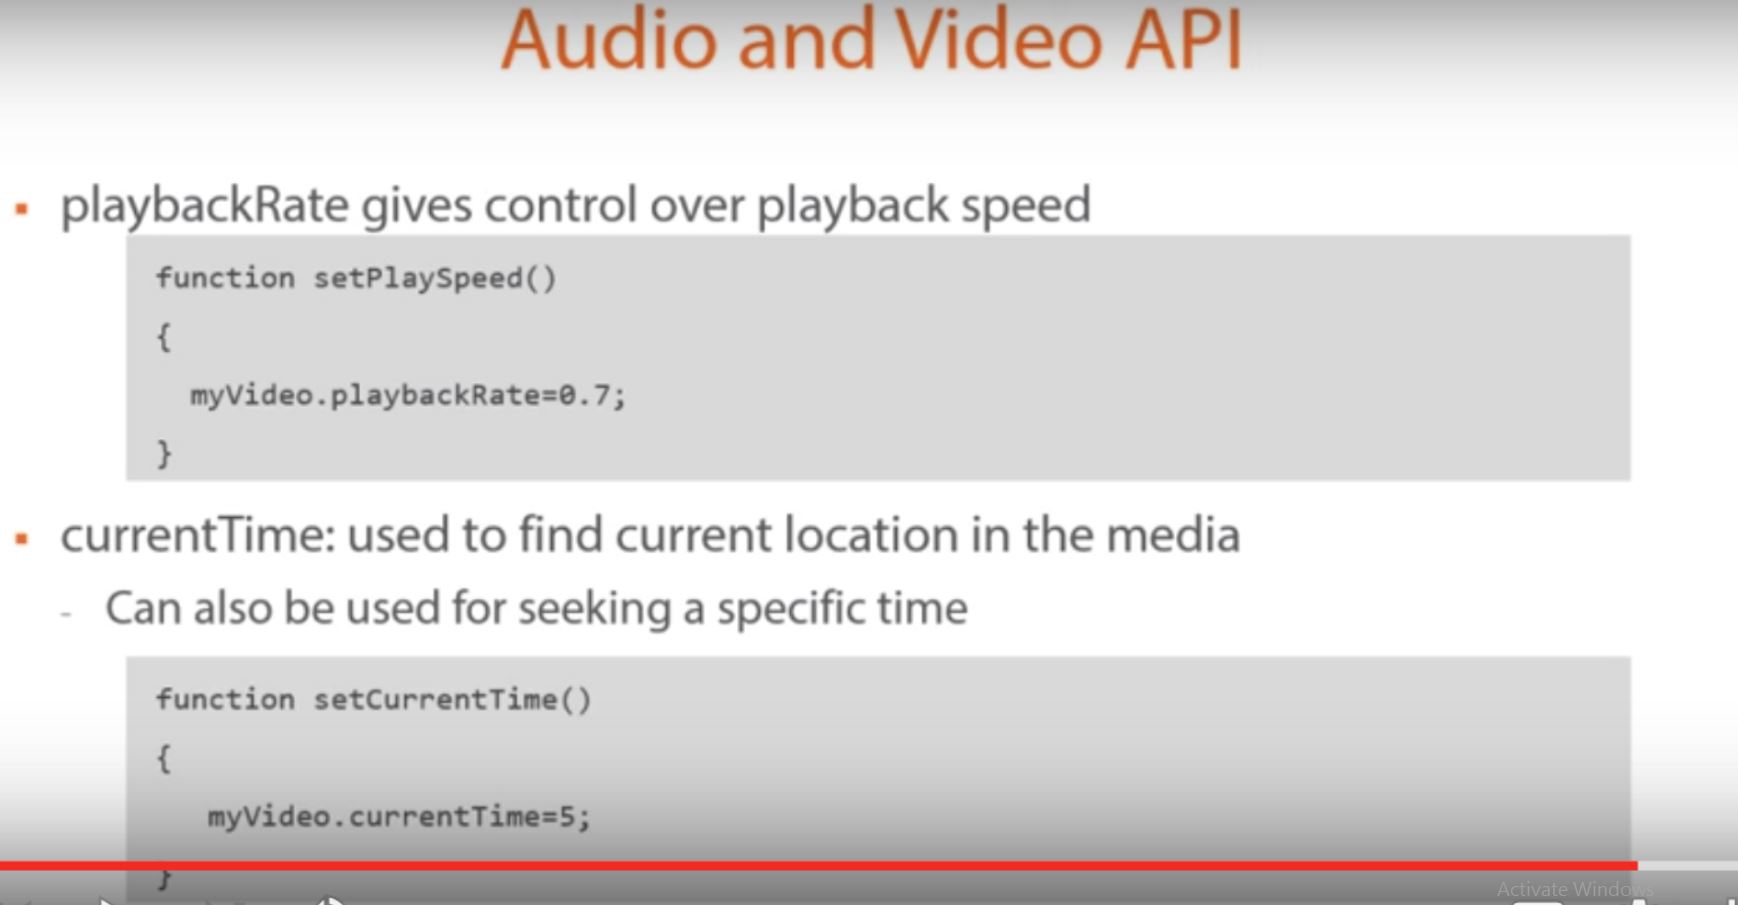 Audio and Video API
▪ playbackRate gives control over playback speed
function setPlaySpeed()
{
myVideo.playbackRate=0.7;
}
▪ currentTime: used to find current location in the media
- Can also be used for seeking a specific time
function setCurrentTime()
{
myVideo.currentTime=5;
}
Activate Windows